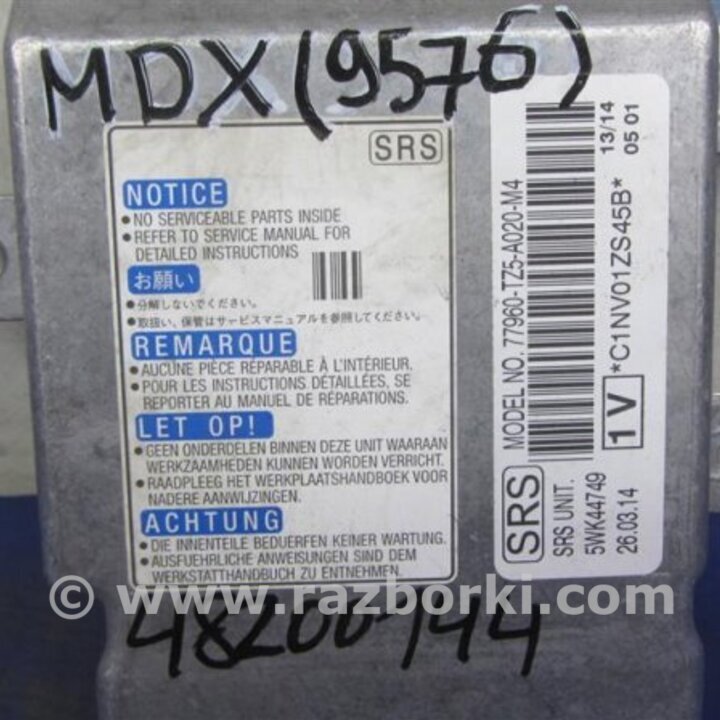 MDX (9576)
SRS
NOTICE
• NO SERVICEABLE PARTS INSIDE
• REFER TO SERVICE MANUAL FOR
DETAILED INSTRUCTIONS
お願い
• 分解しないでください。
• 取扱い、保管はサービスマニュアルを参照してください。
REMARQUE
• AUCUNE PIÈCE RÉPARABLE À L'INTÉRIEUR.
• POUR LES INSTRUCTIONS DÉTAILLÉES, SE
REPORTER AU MANUEL DE RÉPARATIONS.
LET OP!
• GEEN ONDERDELEN BINNEN DEZE UNIT WAARAAN
WERKZAAMHEDEN KUNNEN WORDEN VERRICHT.
• RAADPLEEG HET WERKPLAATSHANDBOEK VOOR
NADERE AANWIJZINGEN.
ACHTUNG
• DIE INNENTEILE BEDUERFEN KEINER WARTUNG.
• AUSFUEHRLICHE ANWEISUNGEN SIND DEM
WERKSTATTHANDBUCH ZU ENTNEHMEN.
SRS
SRS UNIT.
5WK44749
26.03.14
MODEL NO. 77960-TZ5-A020-M4
1 V
*C1NV01ZS45B*
13/14
05 01
© www.razborki.com
48200144